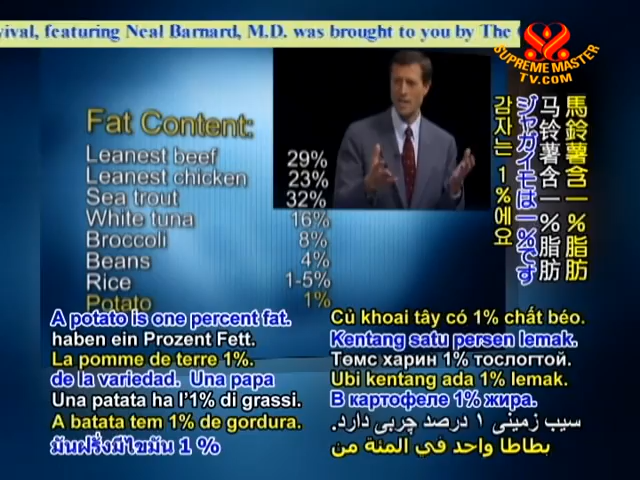 ival, featuring Neal Barnard, M.D. was brought to you by The
SUPREME MASTER
TV.COM
Fat Content:
Leanest beef 29%
Leanest chicken 23%
Sea trout 32%
White tuna 16%
Broccoli 8%
Beans 4%
Rice 1-5%
Potato 1%
馬鈴薯含一%脂肪
马铃薯含一%脂肪
ジャガイモは一%です
감자는 1%에요
A potato is one percent fat.
haben ein Prozent Fett.
La pomme de terre 1%.
de la variedad. Una papa
Una patata ha l'1% di grassi.
A batata tem 1% de gordura.
มันฝรั่งมีไขมัน 1 %
Củ khoai tây có 1% chất béo.
Kentang satu persen lemak.
Төмс харин 1% тослогтой.
Ubi kentang ada 1% lemak.
В картофеле 1% жира.
سیب زمینی ۱ درصد چربی دارد.
بطاطا واحد في المئة من